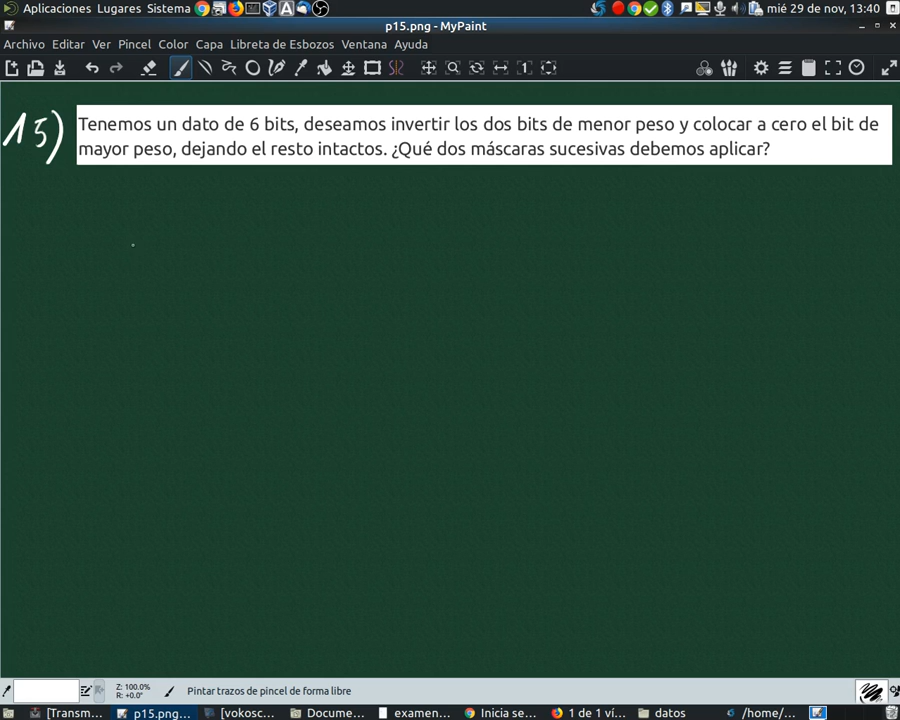 Aplicaciones Lugares Sistema mié 29 de nov, 13:40
p15.png - MyPaint
Archivo Editar Ver Pincel Color Capa Libreta de Esbozos Ventana Ayuda
15) Tenemos un dato de 6 bits, deseamos invertir los dos bits de menor peso y colocar a cero el bit de
mayor peso, dejando el resto intactos. ¿Qué dos máscaras sucesivas debemos aplicar?
Z: 100.0%
R: +0.0°
Pintar trazos de pincel de forma libre
[Transm... p15.png... [vokosc... Docume... examen... Inicia se... 1 de 1 ví... datos /home/...